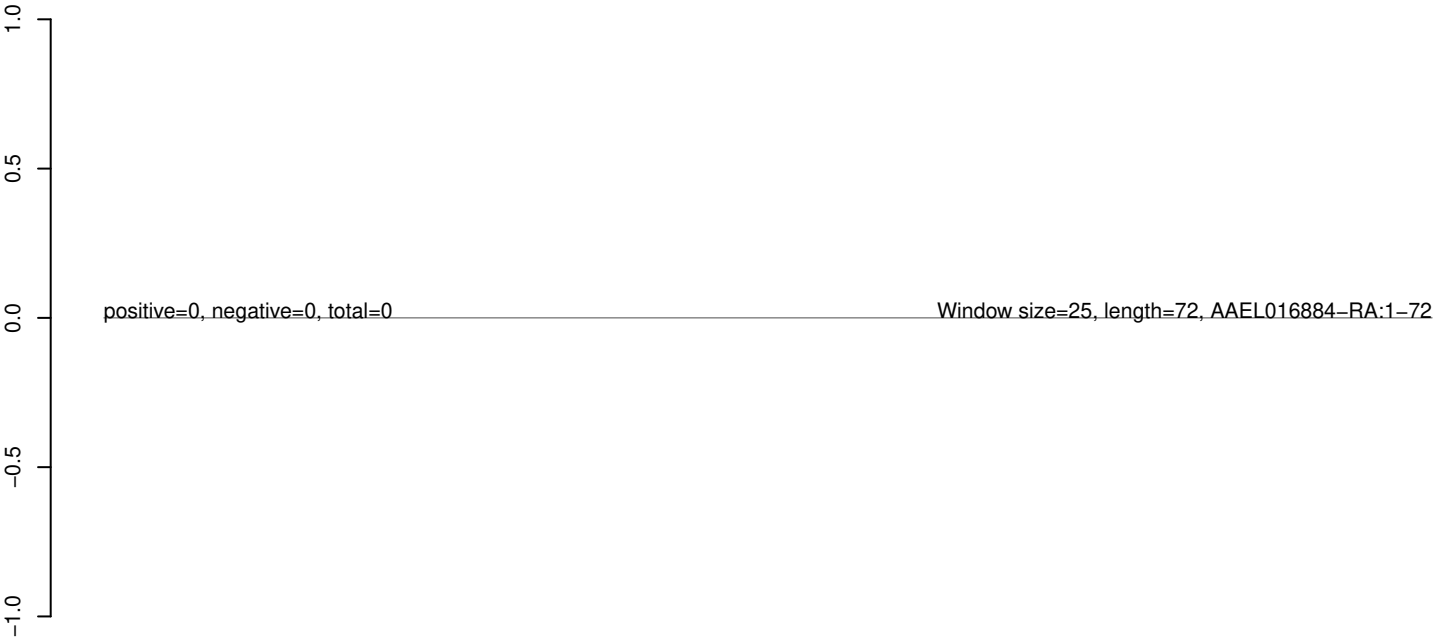 1.0
0.5
0.0
−0.5
−1.0
positive=0, negative=0, total=0
Window size=25, length=72, AAEL016884−RA:1−72